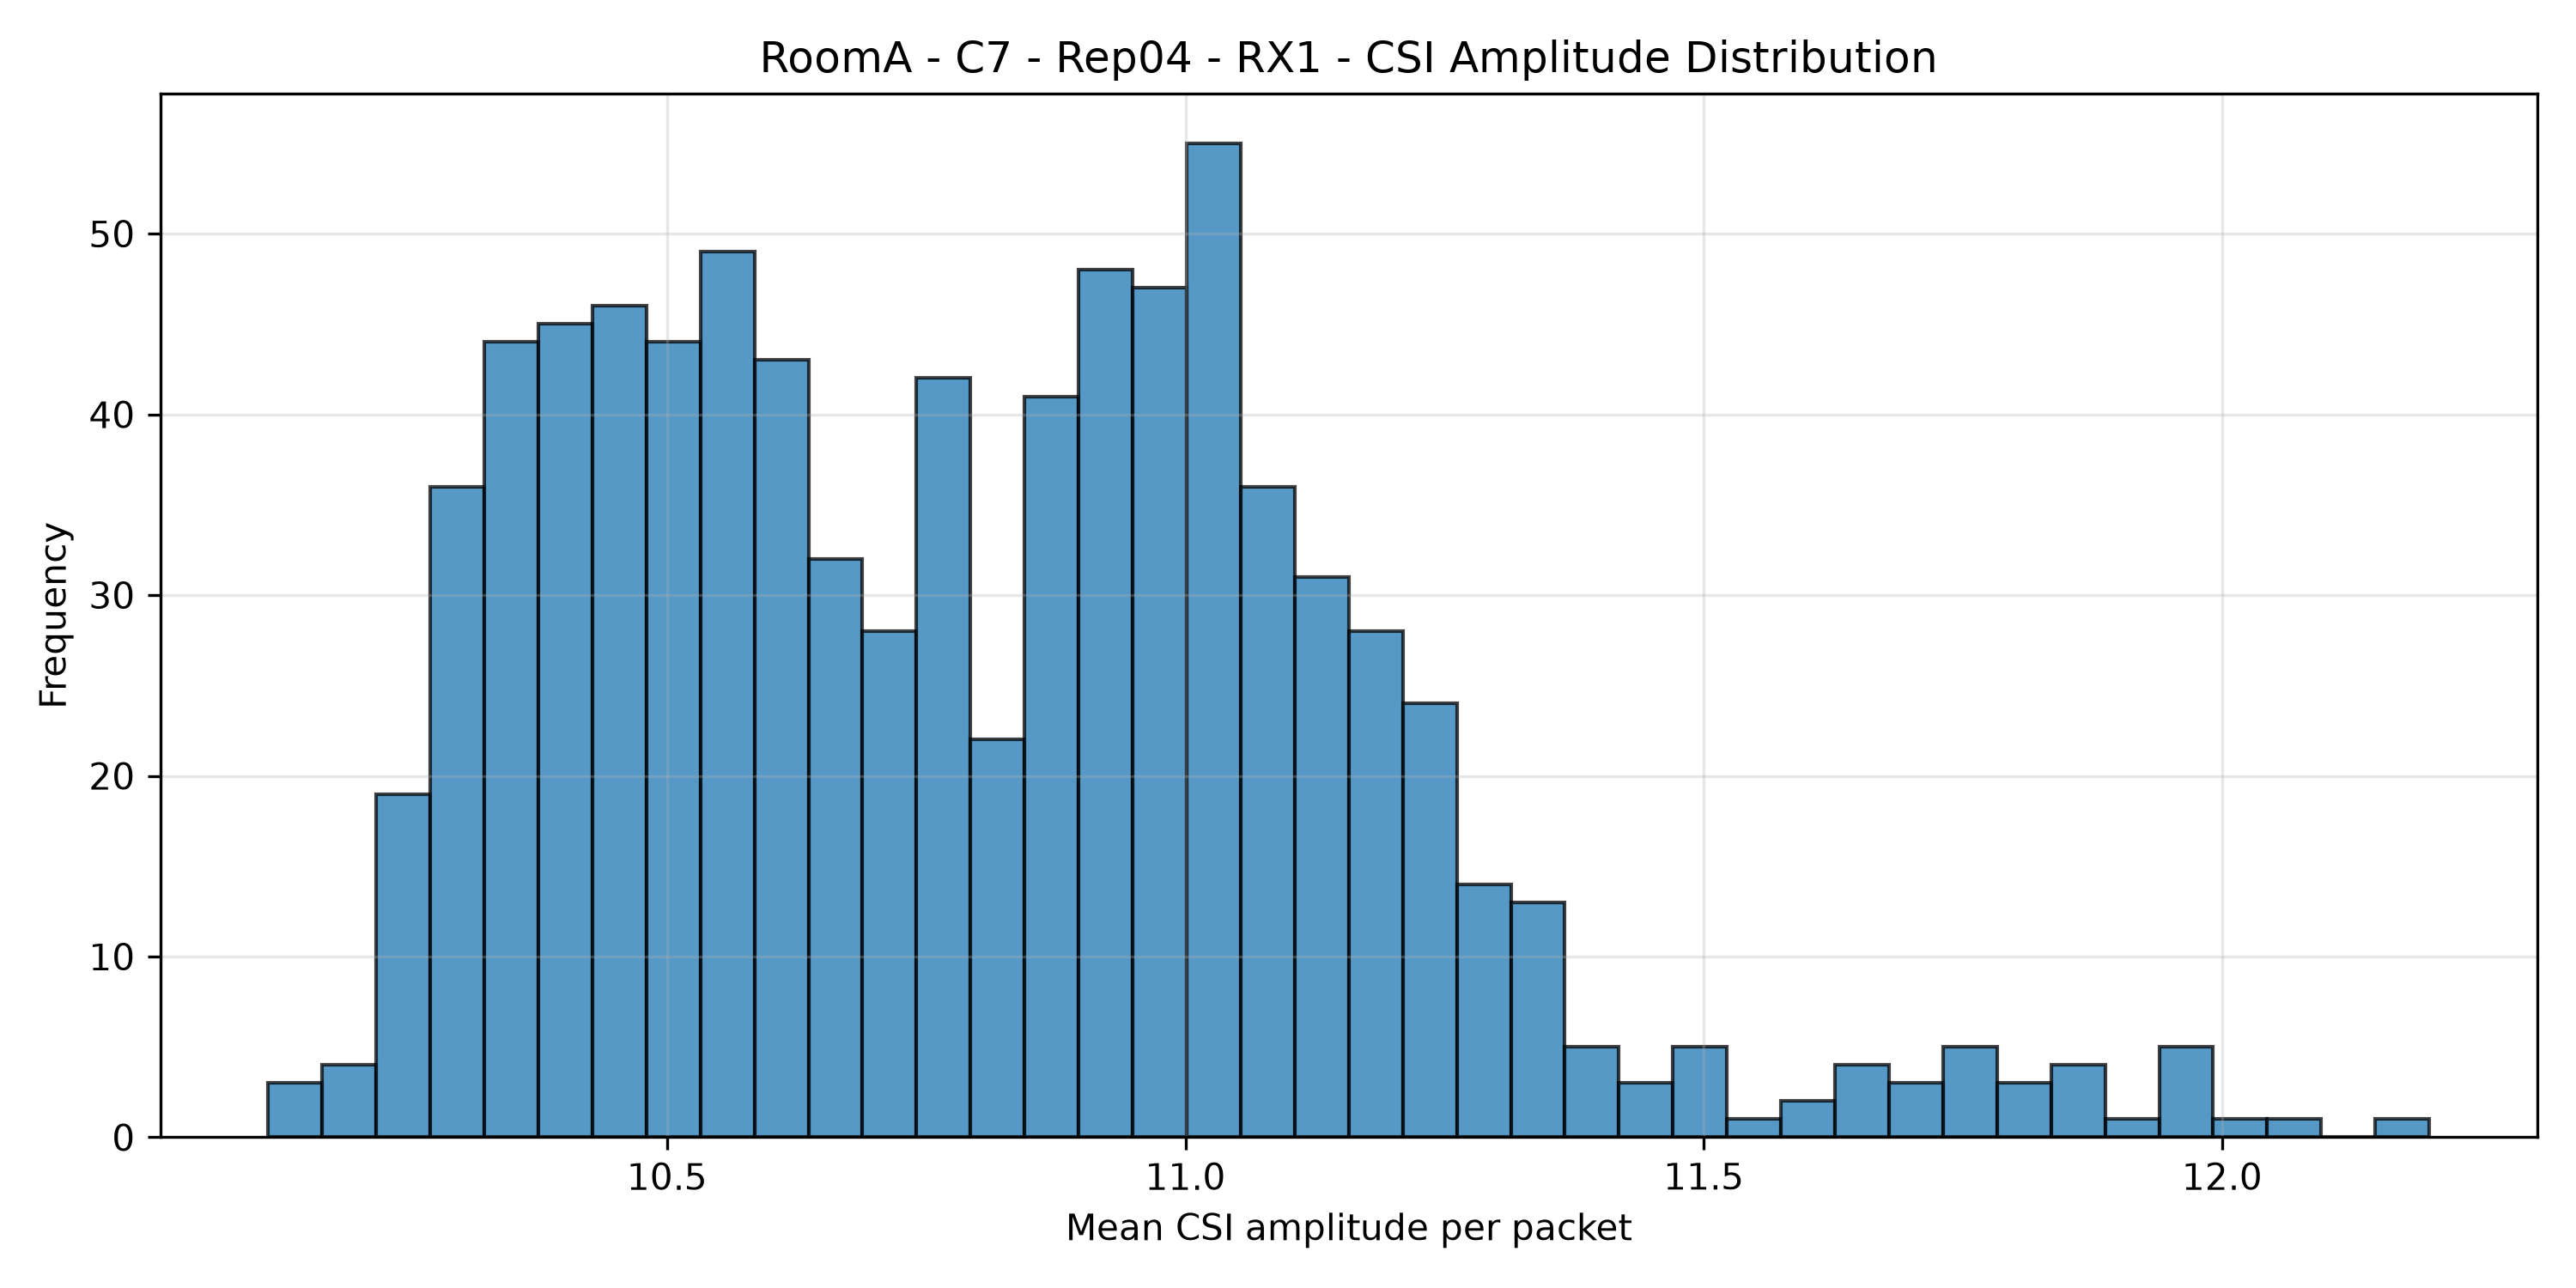 RoomA - C7 - Rep04 - RX1 - CSI Amplitude Distribution
Frequency
50
40
30
20
10
0
10.5 11.0 11.5 12.0
Mean CSI amplitude per packet